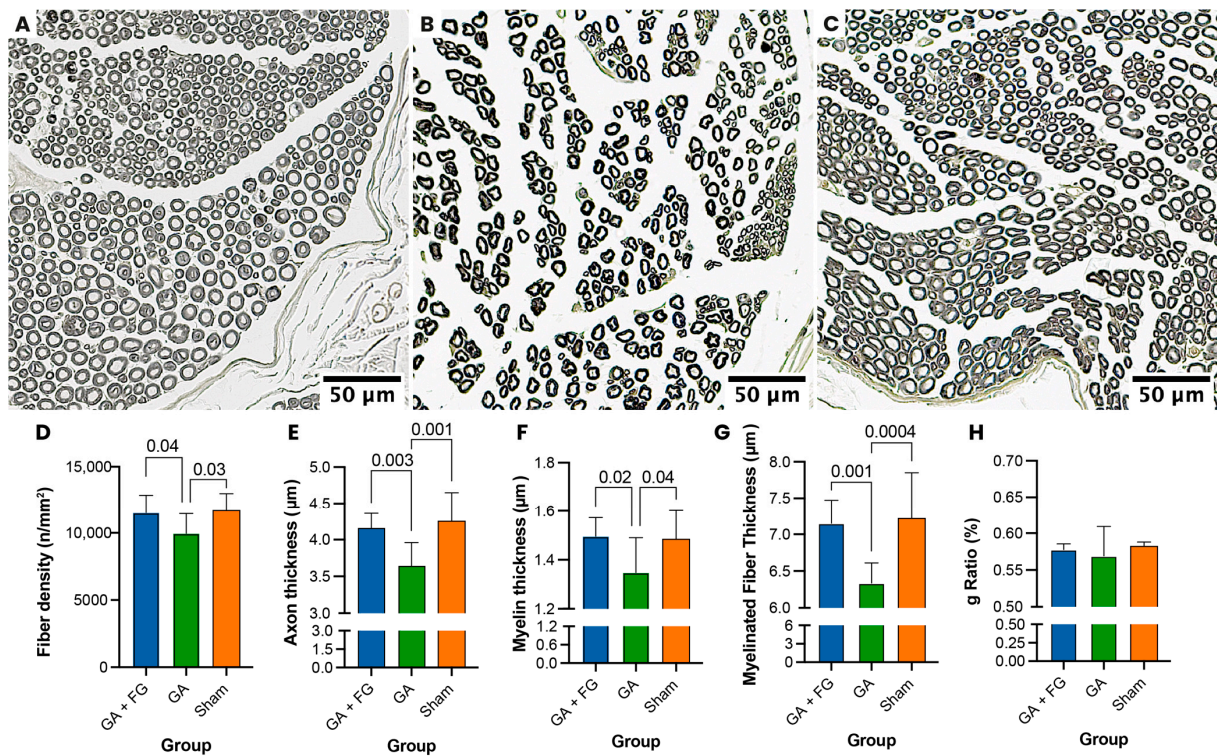 A
B
C
50 µm
50 µm
50 µm
D
0.04
0.03
15,000
10,000
5000
0
Fiber density (n/mm²)
GA + FG
GA
Sham
Group
E
0.001
0.003
5.0
4.5
4.0
3.5
3.0
3.0
1.5
0.0
Axon thickness (µm)
GA + FG
GA
Sham
Group
F
0.02
0.04
1.8
1.6
1.4
1.2
1.2
0.6
0.0
Myelin thickness (µm)
GA + FG
GA
Sham
Group
G
0.0004
0.001
8.0
7.5
7.0
6.5
6.0
6
3
0
Myelinated Fiber Thickness (µm)
GA + FG
GA
Sham
Group
H
0.70
0.65
0.60
0.55
0.50
0.50
0.25
0.00
g Ratio (%)
GA + FG
GA
Sham
Group